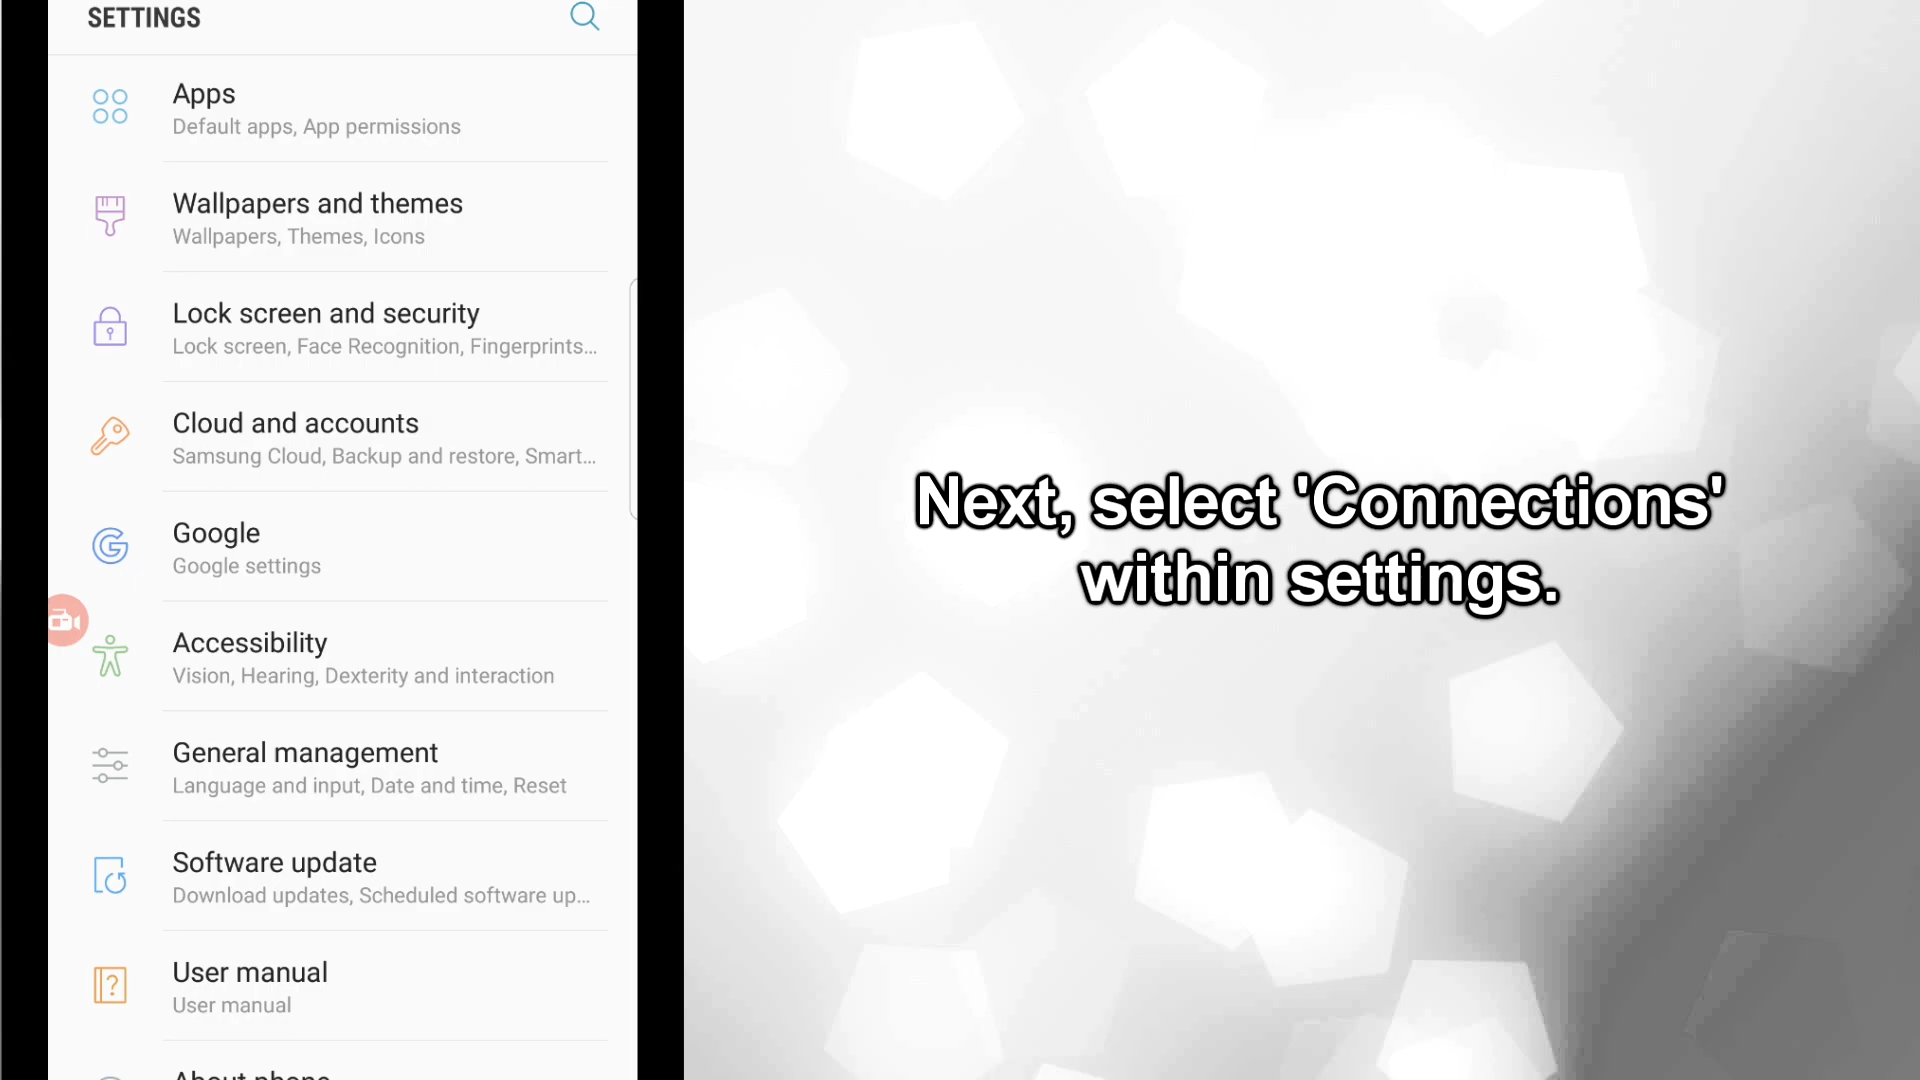 SETTINGS
Apps
Default apps, App permissions
Wallpapers and themes
Wallpapers, Themes, Icons
Lock screen and security
Lock screen, Face Recognition, Fingerprints...
Cloud and accounts
Samsung Cloud, Backup and restore, Smart...
Google
Google settings
Accessibility
Vision, Hearing, Dexterity and interaction
General management
Language and input, Date and time, Reset
Software update
Download updates, Scheduled software up...
User manual
User manual
About phone
Next, select 'Connections'
within settings.